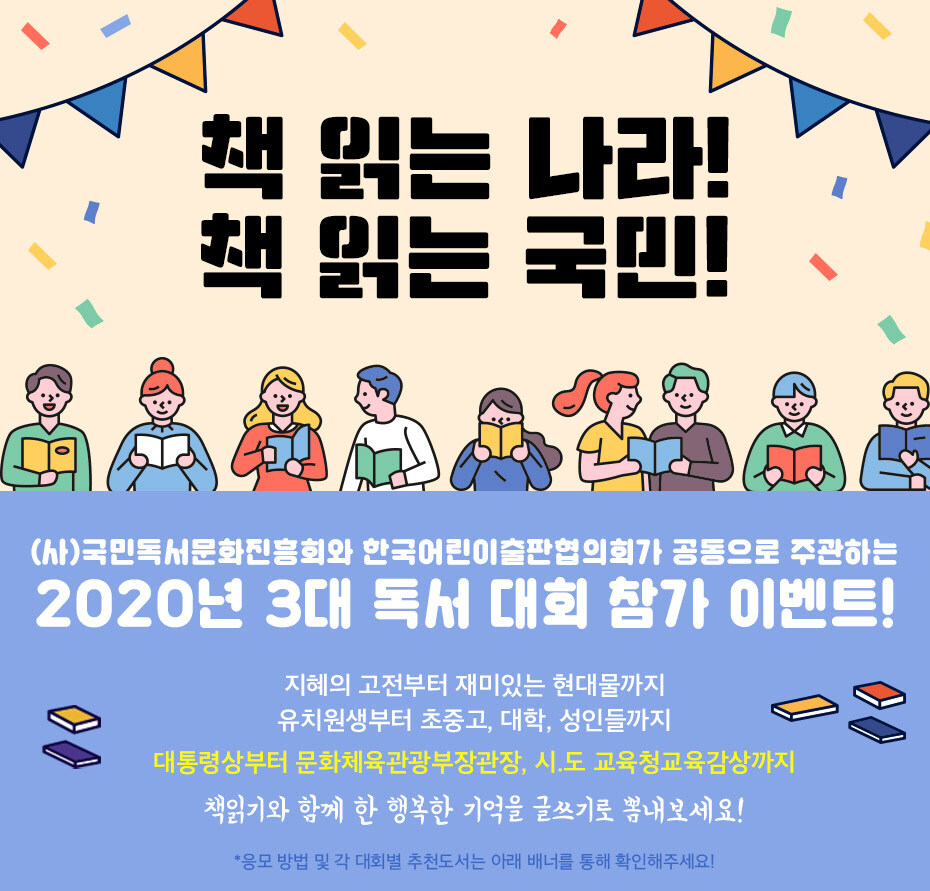 책 읽는 나라!
책 읽는 국민!
(사)국민독서문화진흥회와 한국어린이출판협의회가 공동으로 주관하는
2020년 3대 독서 대회 참가 이벤트!
지혜의 고전부터 재미있는 현대물까지
유치원생부터 초중고, 대학, 성인들까지
대통령상부터 문화체육관광부장관장, 시.도 교육청교육감상까지
책읽기와 함께 한 행복한 기억을 글쓰기로 뽐내보세요!
*응모 방법 및 각 대회별 추천도서는 아래 배너를 통해 확인해주세요!